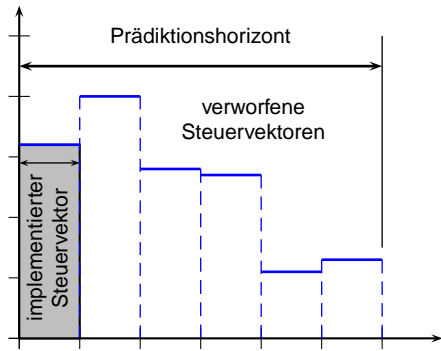 Prädiktionshorizont
verworfene
Steuervektoren
implementierter
Steuervektor